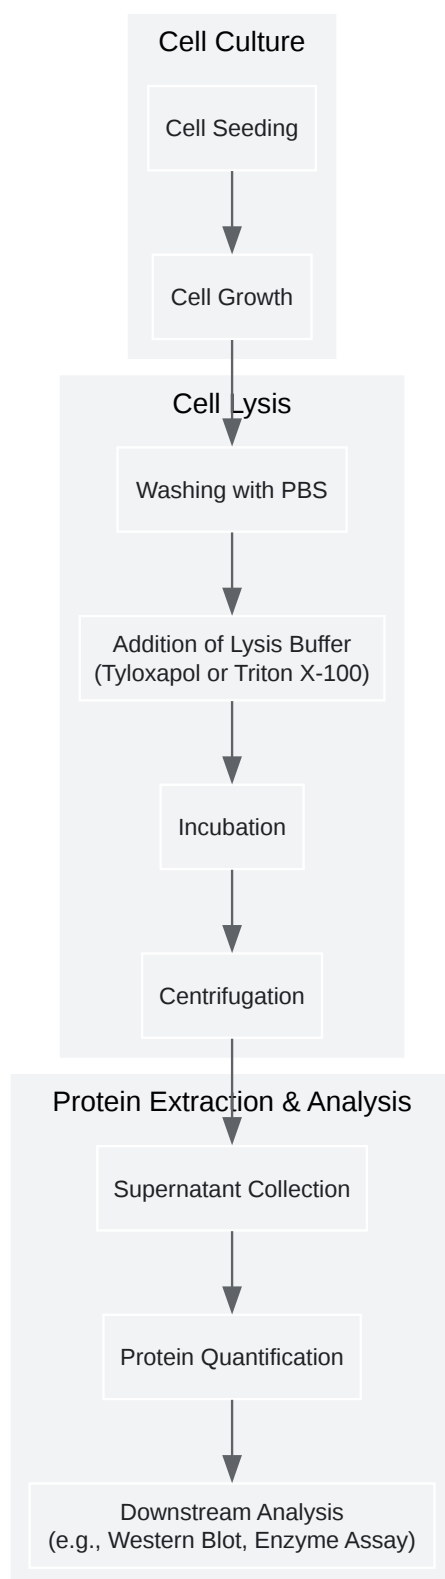 Cell Culture
Cell Seeding
Cell Growth
Cell Lysis
Washing with PBS
Addition of Lysis Buffer
(Tyloxapol or Triton X-100)
Incubation
Centrifugation
Protein Extraction & Analysis
Supernatant Collection
Protein Quantification
Downstream Analysis
(e.g., Western Blot, Enzyme Assay)